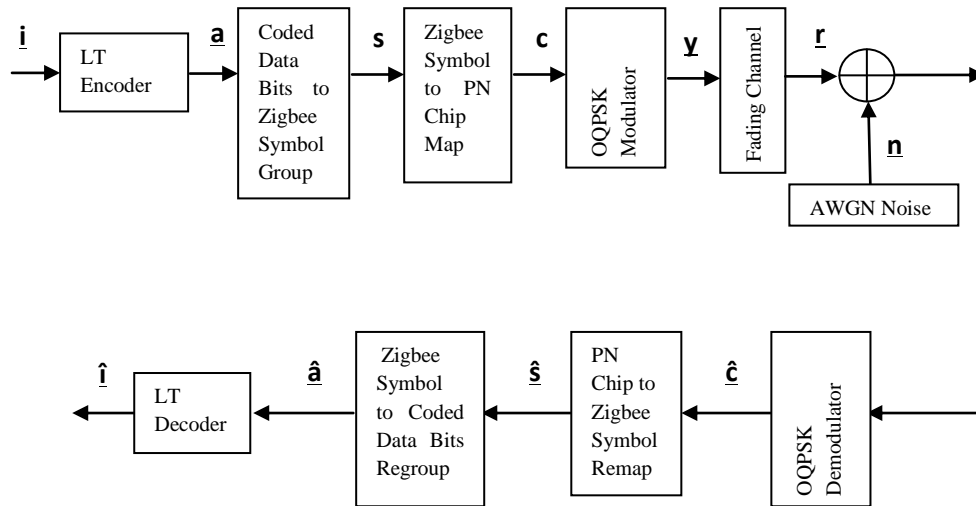 i
LT
Encoder
a
Coded
Data
Bits to
Zigbee
Symbol
Group
s
Zigbee
Symbol
to PN
Chip
Map
c
OQPSK
Modulator
y
Fading Channel
r
n
AWGN Noise
î
LT
Decoder
â
Zigbee
Symbol
to Coded
Data Bits
Regroup
ŝ
PN
Chip to
Zigbee
Symbol
Remap
ĉ
OQPSK
Demodulator